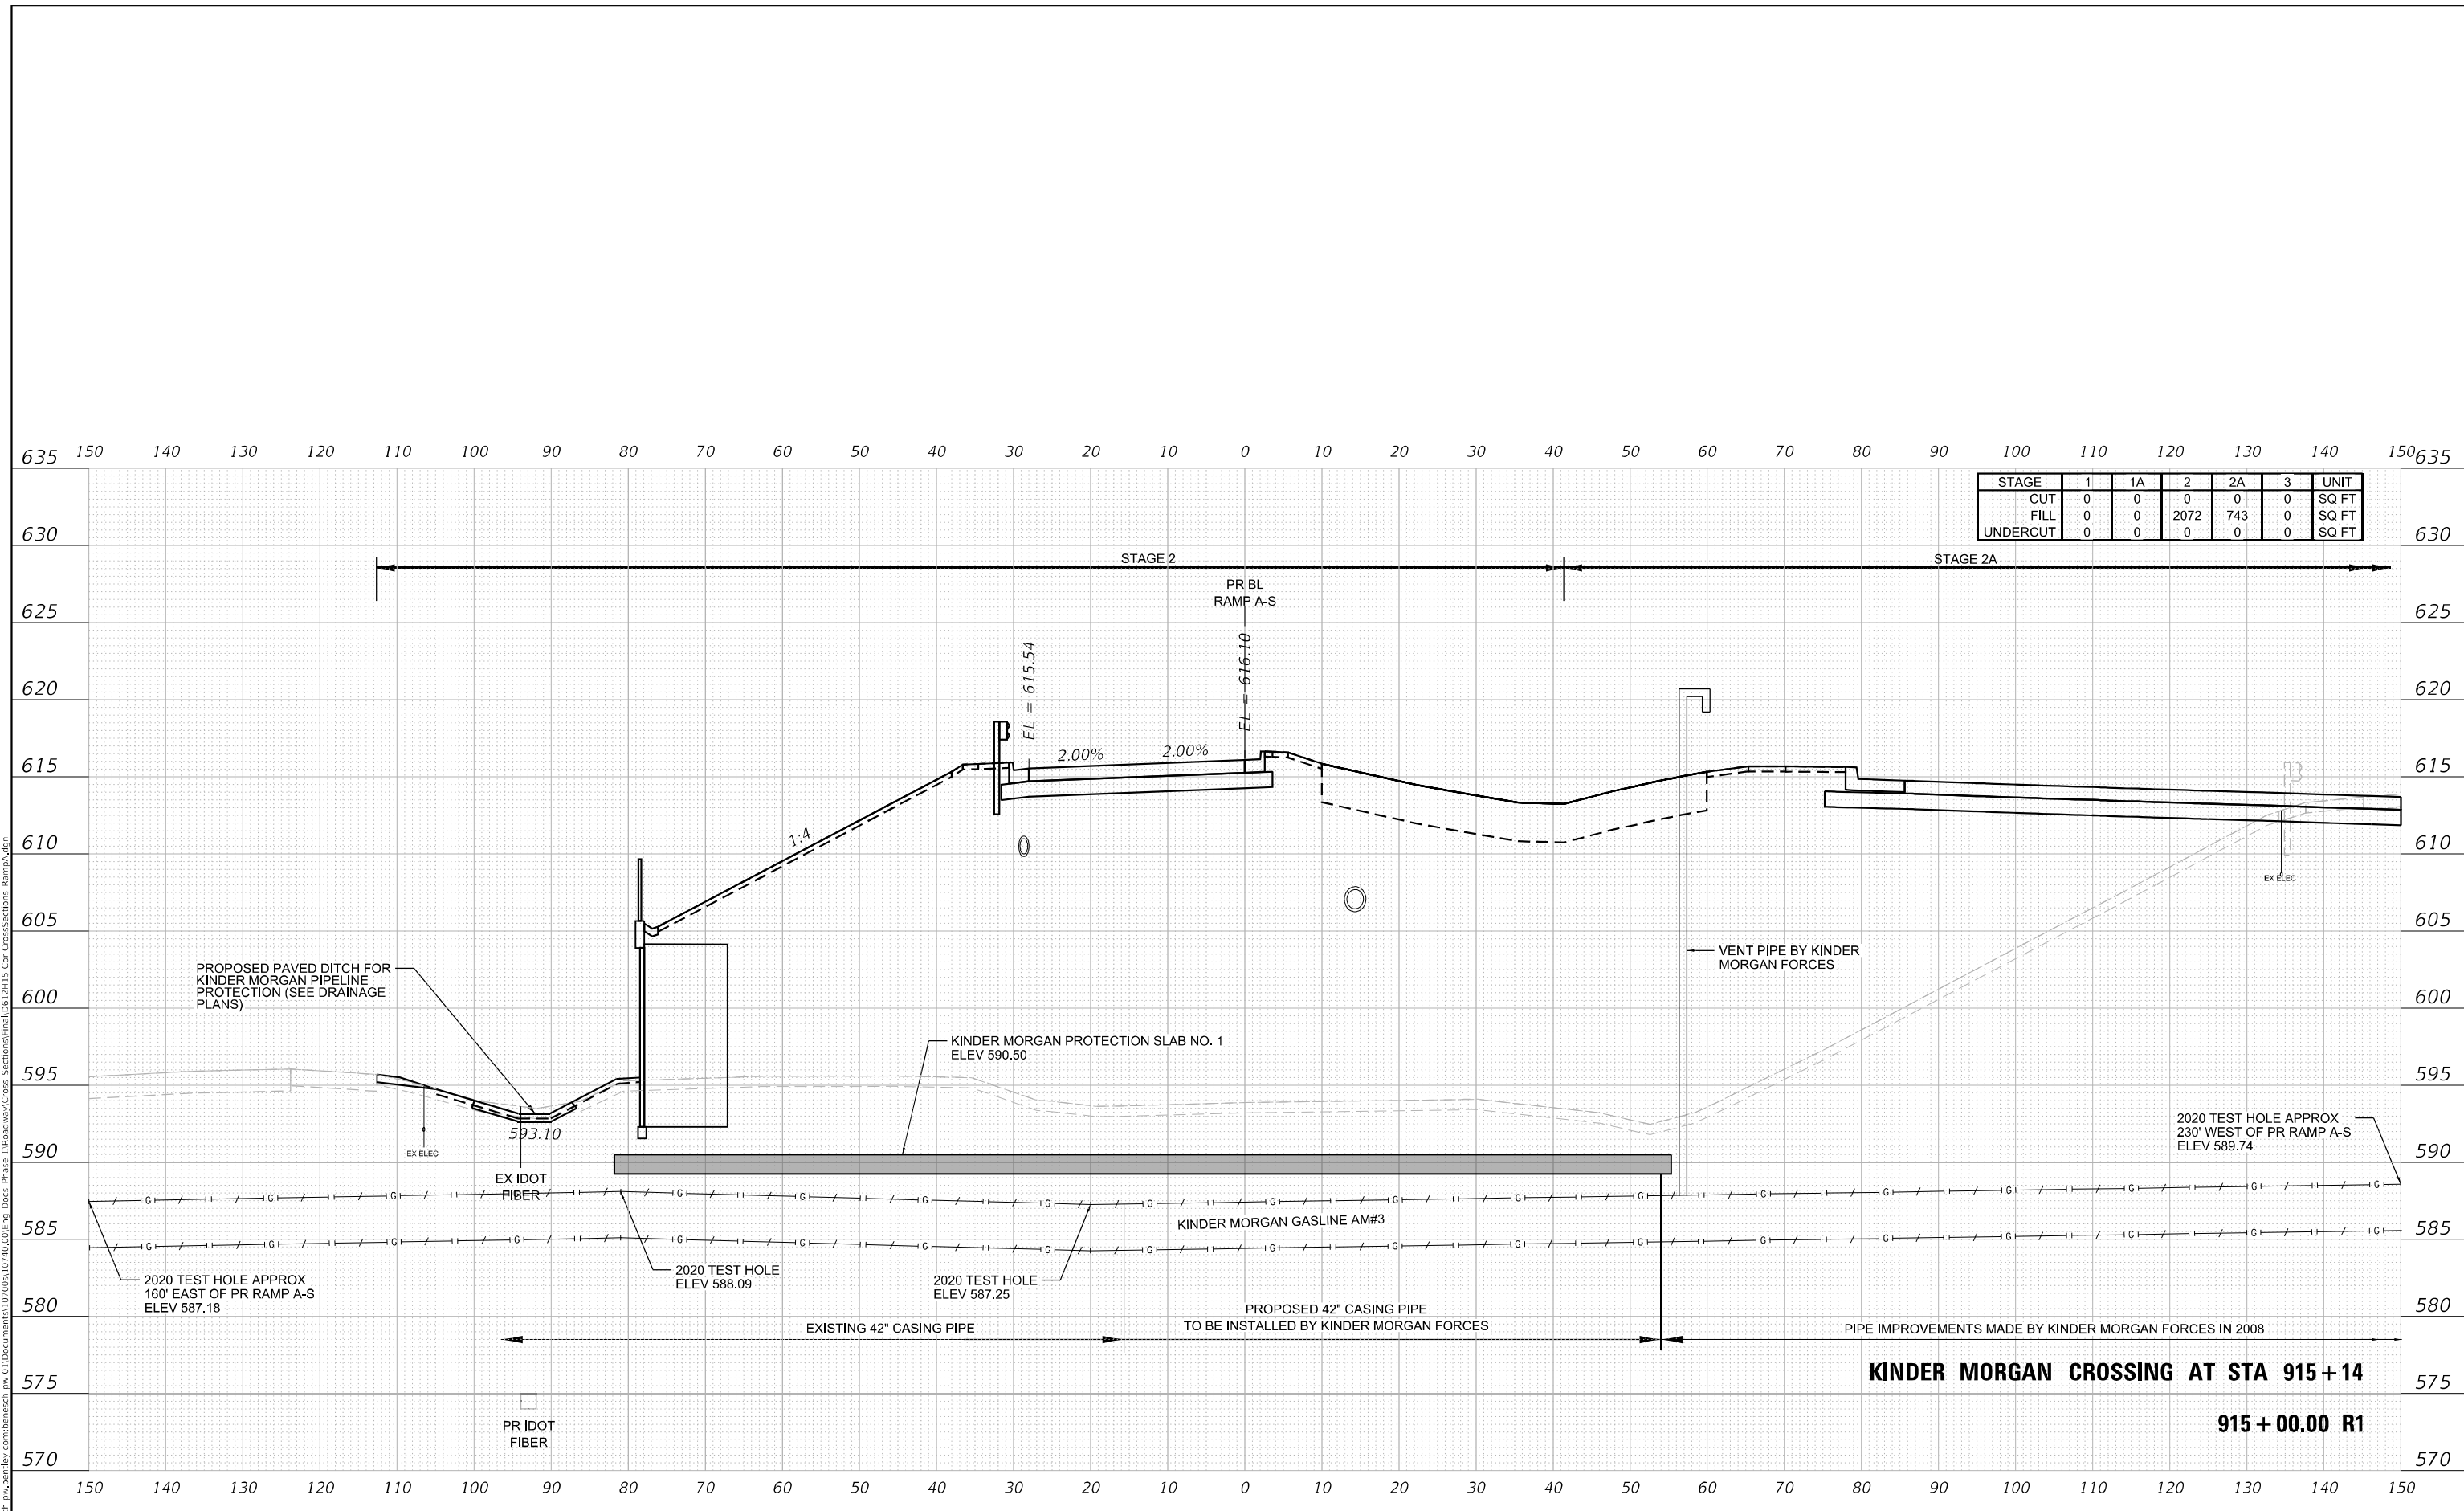 150 140 130 120 110 100 90 80 70 60 50 40 30 20 10 0 10 20 30 40 50 60 70 80 90 100 110 120 130 140 150
635 635
STAGE 1 1A 2 2A 3 UNIT
CUT 0 0 0 0 0 SQ FT
FILL 0 0 2072 743 0 SQ FT
UNDERCUT 0 0 0 0 0 SQ FT
630 630
STAGE 2
STAGE 2A
PR BL
RAMP A-S
625 625
EL = 615.54
EL = 616.10
620 620
2.00% 2.00%
615 615
1:4
610 610
EX ELEC
605 605
VENT PIPE BY KINDER
MORGAN FORCES
PROPOSED PAVED DITCH FOR
KINDER MORGAN PIPELINE
PROTECTION (SEE DRAINAGE
PLANS)
600 600
KINDER MORGAN PROTECTION SLAB NO. 1
ELEV 590.50
595 595
593.10
2020 TEST HOLE APPROX
230' WEST OF PR RAMP A-S
ELEV 589.74
EX ELEC
590 590
EX IDOT
FIBER
G G G G G G G G G G G G G G G G G G G
KINDER MORGAN GASLINE AM#3
585 585
G G G G G G G G G G G G G G G G G G G
2020 TEST HOLE APPROX
160' EAST OF PR RAMP A-S
ELEV 587.18
2020 TEST HOLE
ELEV 588.09
2020 TEST HOLE
ELEV 587.25
580 580
EXISTING 42" CASING PIPE
PROPOSED 42" CASING PIPE
TO BE INSTALLED BY KINDER MORGAN FORCES
PIPE IMPROVEMENTS MADE BY KINDER MORGAN FORCES IN 2008
KINDER MORGAN CROSSING AT STA 915+14
575 575
PR IDOT
FIBER
915+00.00 R1
570 570
150 140 130 120 110 100 90 80 70 60 50 40 30 20 10 0 10 20 30 40 50 60 70 80 90 100 110 120 130 140 150